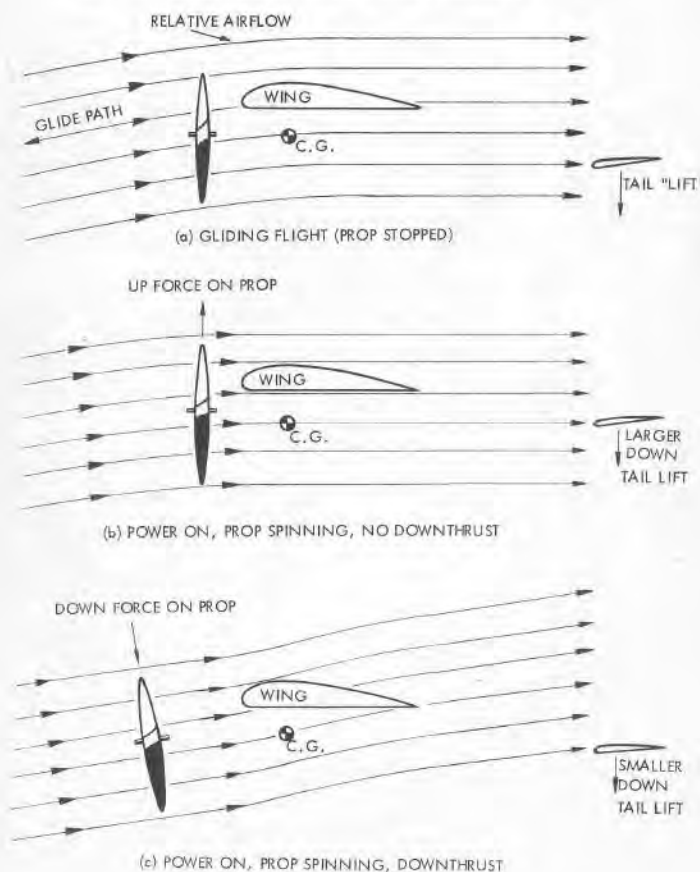 RELATIVE AIRFLOW
WING
GLIDE PATH
C.G.
TAIL "LIFT
(a) GLIDING FLIGHT (PROP STOPPED)
UP FORCE ON PROP
WING
C.G.
LARGER
DOWN
TAIL LIFT
(b) POWER ON, PROP SPINNING, NO DOWNTHRUST
DOWN FORCE ON PROP
WING
C.G.
SMALLER
DOWN
TAIL LIFT
(c) POWER ON, PROP SPINNING, DOWNTHRUST